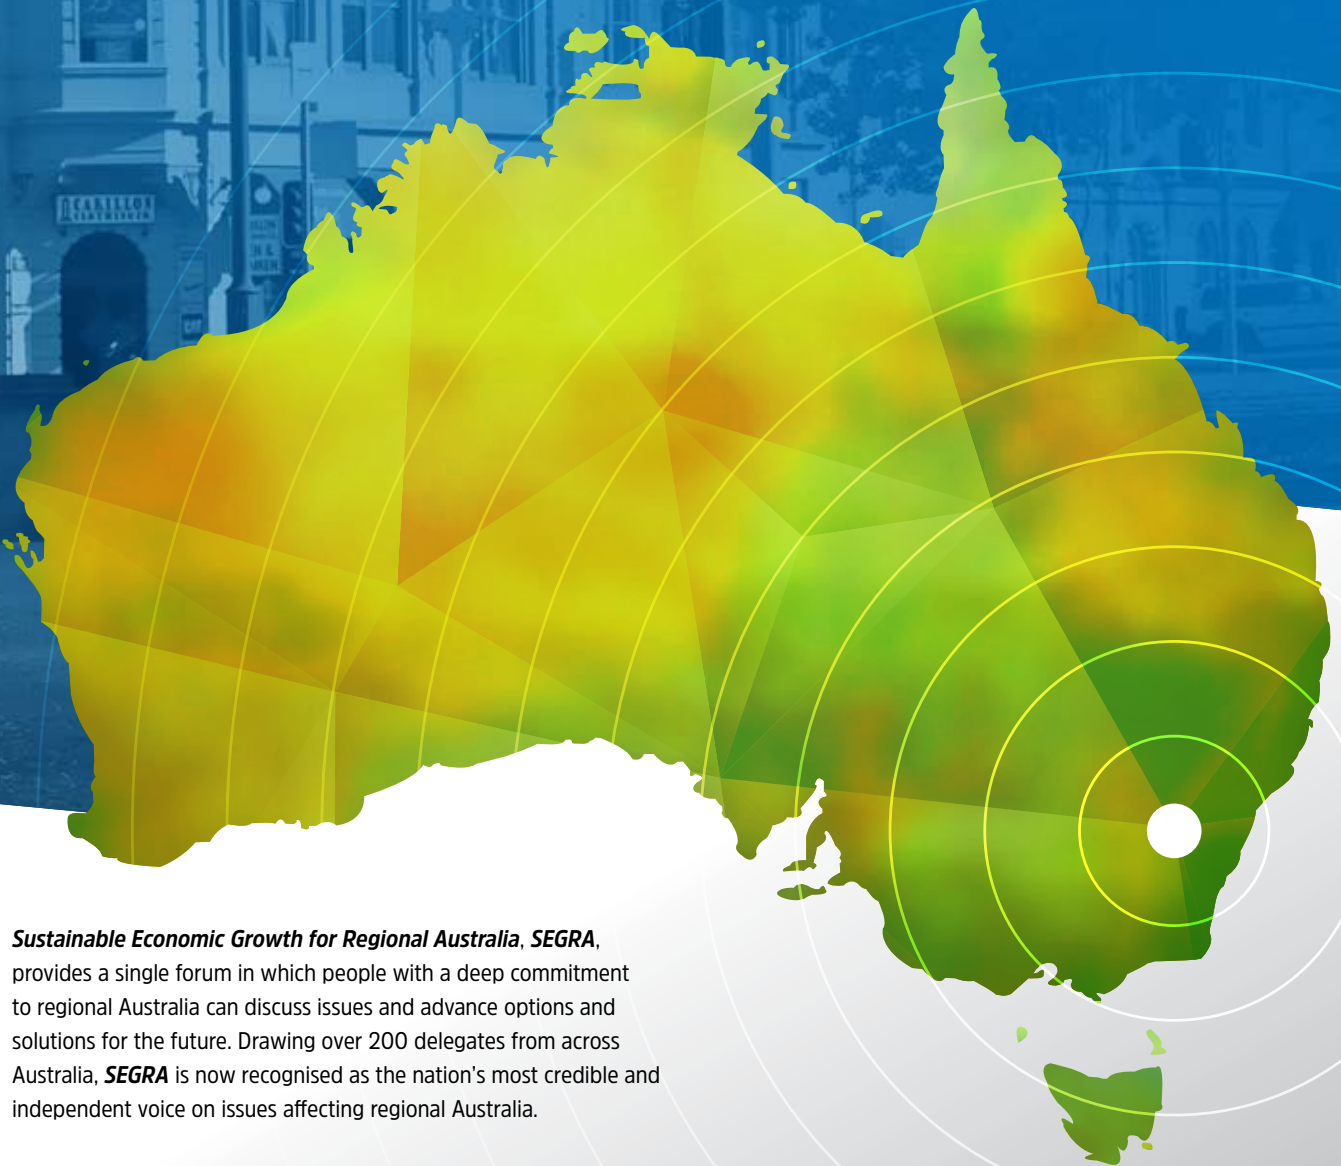 CARILLON
Sustainable Economic Growth for Regional Australia, SEGRA,
provides a single forum in which people with a deep commitment
to regional Australia can discuss issues and advance options and
solutions for the future. Drawing over 200 delegates from across
Australia, SEGRA is now recognised as the nation’s most credible and
independent voice on issues affecting regional Australia.